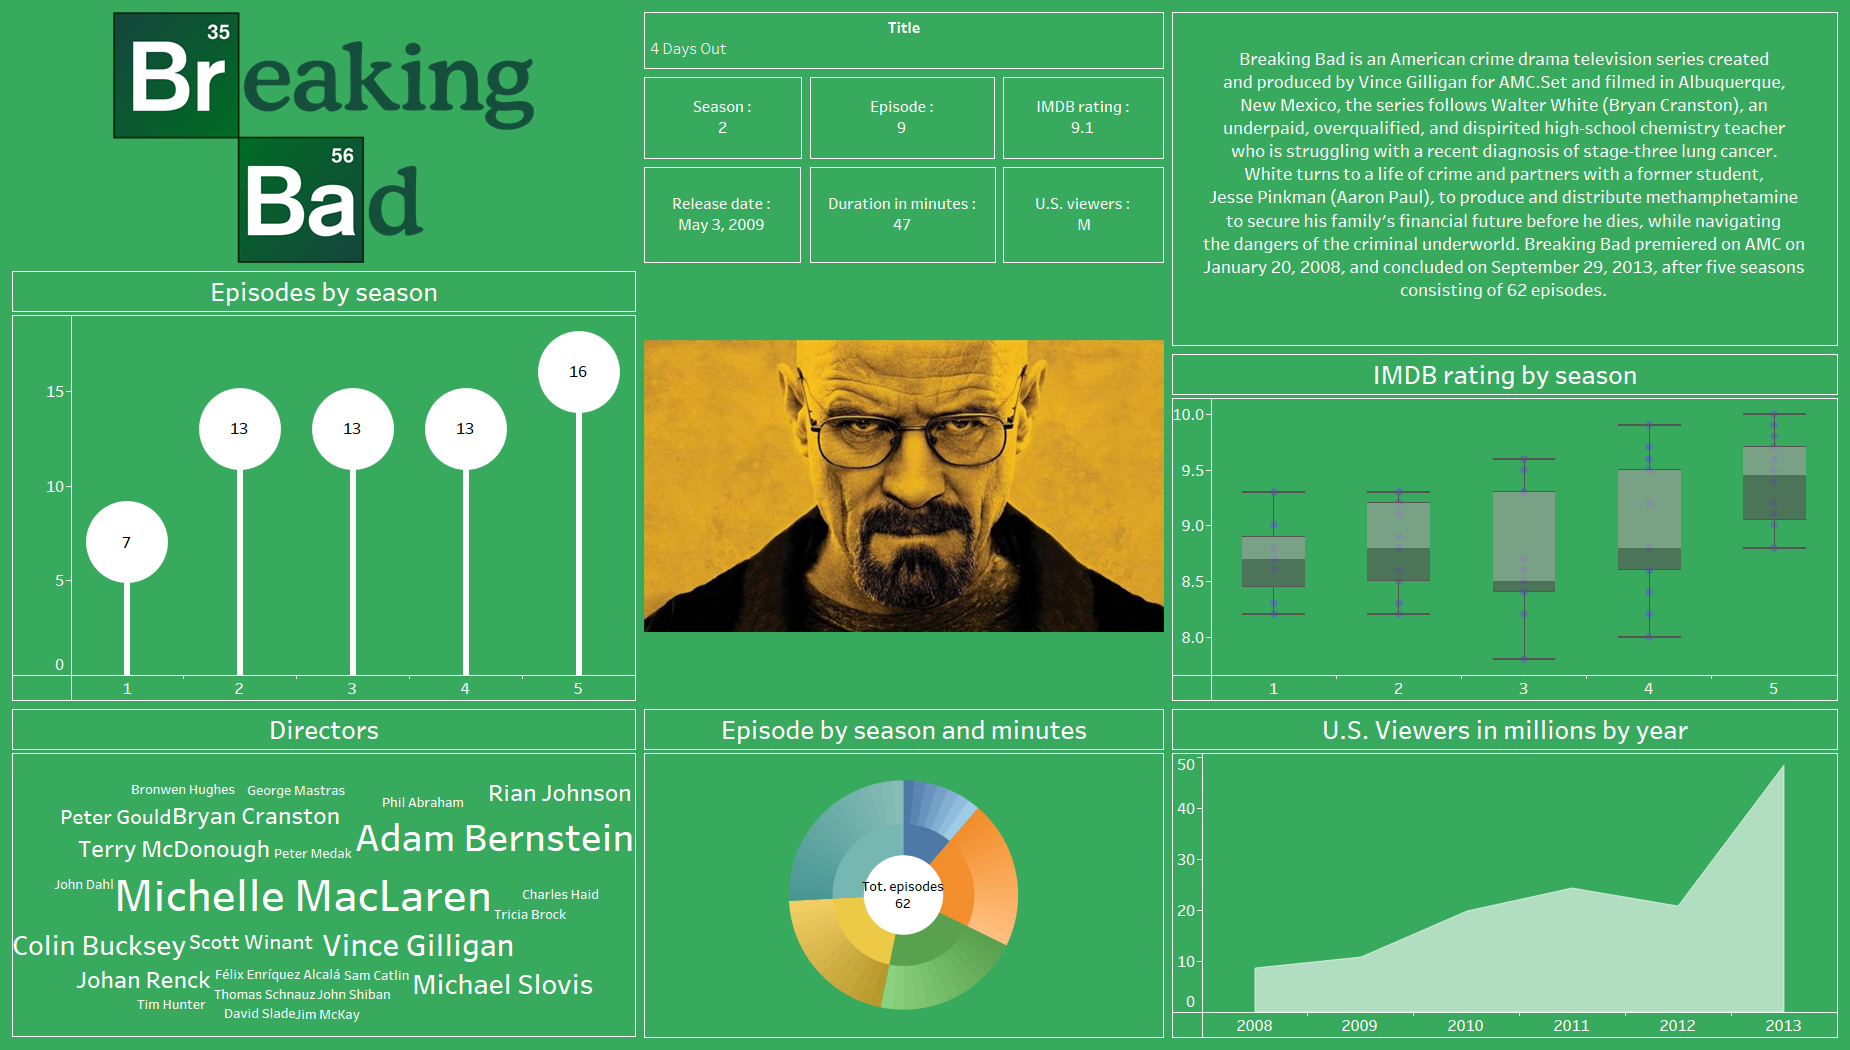 35
Breaking
56
Bad
Title
4 Days Out
Season :
2
Episode :
9
IMDB rating :
9.1
Release date :
May 3, 2009
Duration in minutes :
47
U.S. viewers :
M
Breaking Bad is an American crime drama television series created
and produced by Vince Gilligan for AMC.Set and filmed in Albuquerque,
New Mexico, the series follows Walter White (Bryan Cranston), an
underpaid, overqualified, and dispirited high-school chemistry teacher
who is struggling with a recent diagnosis of stage-three lung cancer.
White turns to a life of crime and partners with a former student,
Jesse Pinkman (Aaron Paul), to produce and distribute methamphetamine
to secure his family's financial future before he dies, while navigating
the dangers of the criminal underworld. Breaking Bad premiered on AMC on
January 20, 2008, and concluded on September 29, 2013, after five seasons
consisting of 62 episodes.
Episodes by season
15
10
5
0
7
13
13
13
16
1 2 3 4 5
IMDB rating by season
10.0
9.5
9.0
8.5
8.0
1 2 3 4 5
Directors
Bronwen Hughes George Mastras
Phil Abraham Rian Johnson
Peter Gould Bryan Cranston
Adam Bernstein
Terry McDonough Peter Medak
John Dahl Michelle MacLaren Charles Haid
Tricia Brock
Colin Bucksey Scott Winant Vince Gilligan
Johan Renck Félix Enríquez Alcalá Sam Catlin Michael Slovis
Thomas Schnauz John Shiban
Tim Hunter
David Slade Jim McKay
Episode by season and minutes
Tot. episodes
62
U.S. Viewers in millions by year
50
40
30
20
10
0
2008 2009 2010 2011 2012 2013